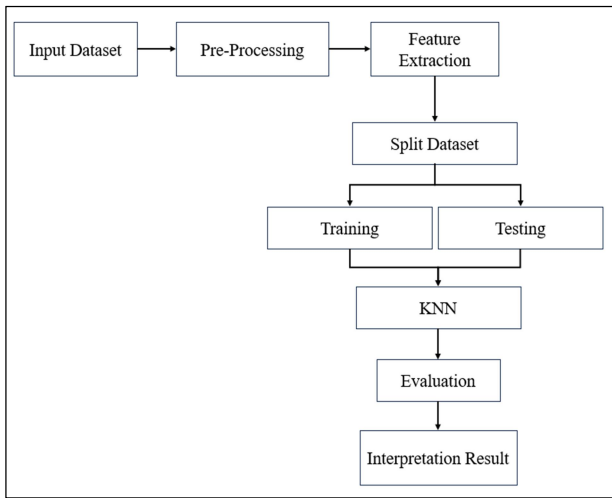 Input Dataset
Pre-Processing
Feature
Extraction
Split Dataset
Training
Testing
KNN
Evaluation
Interpretation Result